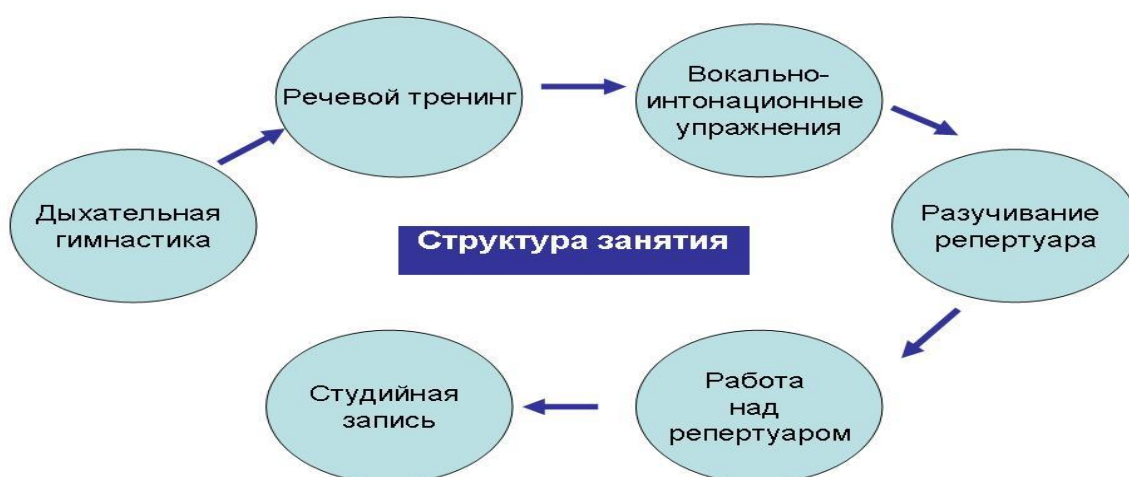 Речевой тренинг
Вокально-
интонационные
упражнения
Дыхательная
гимнастика
Структура занятия
Разучивание
репертуара
Студийная
запись
Работа
над
репертуаром